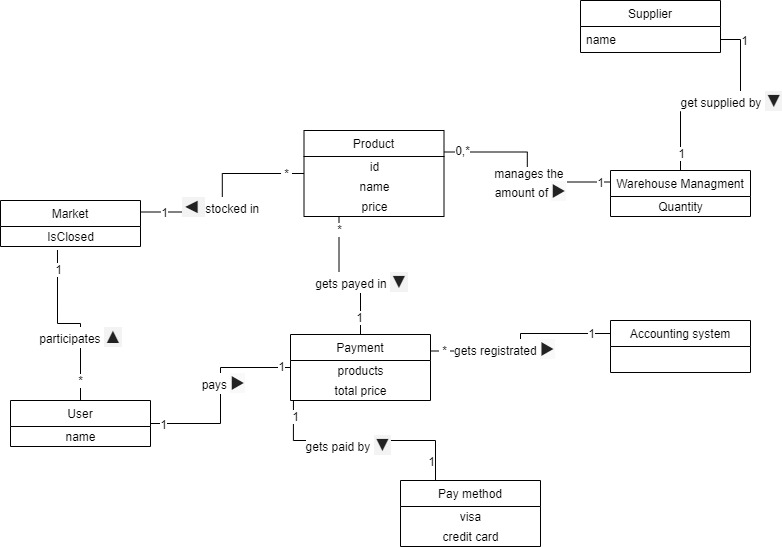 Supplier
name
1
get supplied by
1
Product
id
name
price
0,*
manages the
amount of
1
Warehouse Managment
Quantity
*
stocked in
1
Market
IsClosed
*
gets payed in
1
1
participates
*
Payment
products
total price
*
gets registrated
1
Accounting system
User
name
1
pays
1
1
gets paid by
1
Pay method
visa
credit card